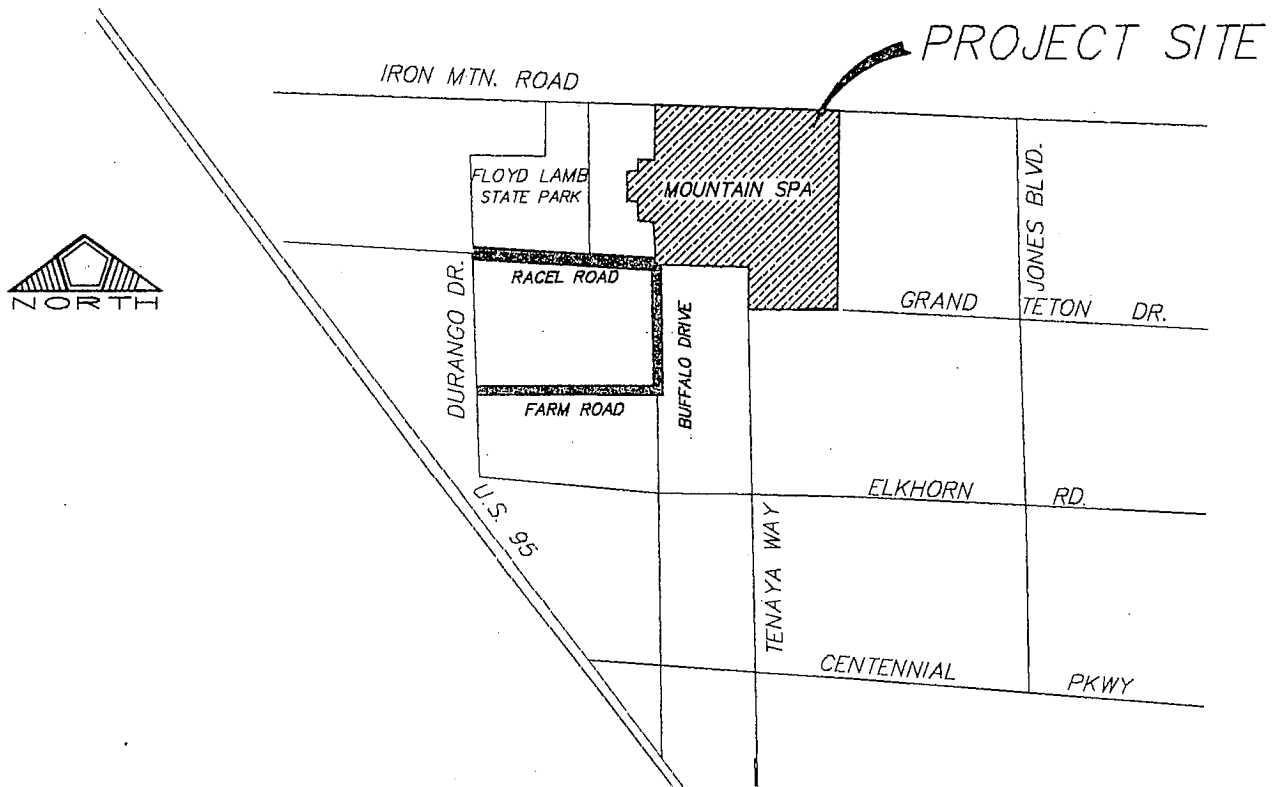 PROJECT SITE
IRON MTN. ROAD
FLOYD LAMB
STATE PARK
MOUNTAIN SPA
JONES BLVD.
NORTH
RACEL ROAD
DURANGO DR.
BUFFALO DRIVE
GRAND TETON DR.
FARM ROAD
U.S. 95
ELKHORN RD.
TENAYA WAY
CENTENNIAL PKWY